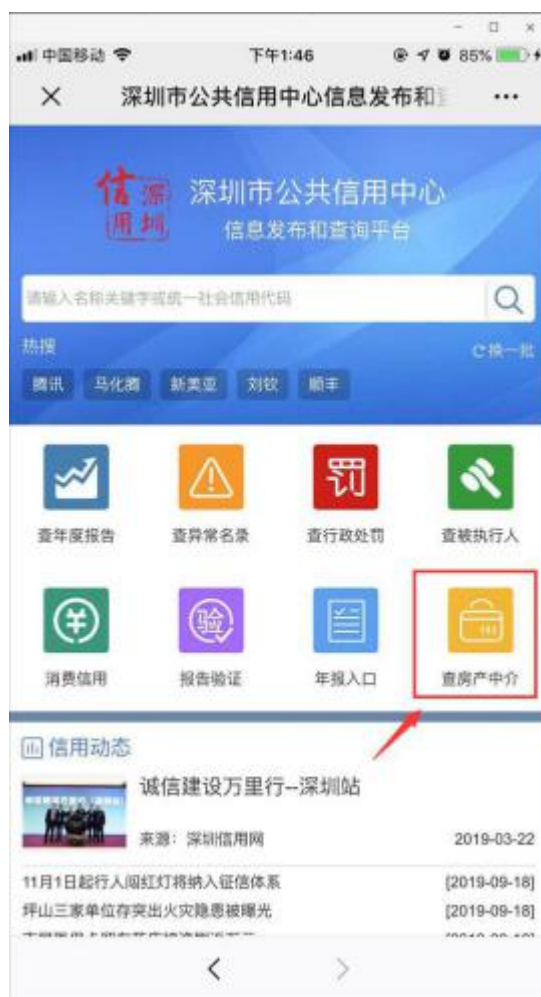 中国移动 下午1:46 85%
深圳市公共信用中心信息发布和
信用 深圳 深圳市公共信用中心
信息发布和查询平台
请输入名称关键字或统一社会信用代码
热搜 换一批
腾讯 马化腾 新美亚 刘钦 顺丰
罚
查年度报告 查异常名录 查行政处罚 查被执行人
¥ 验
消费信用 报告验证 年报入口 查房产中介
信用动态
诚信建设万里行--深圳站
来源：深圳信用网 2019-03-22
11月1日起行人闯红灯将纳入征信体系 [2019-09-18]
坪山三家单位存突出火灾隐患被曝光 [2019-09-18]